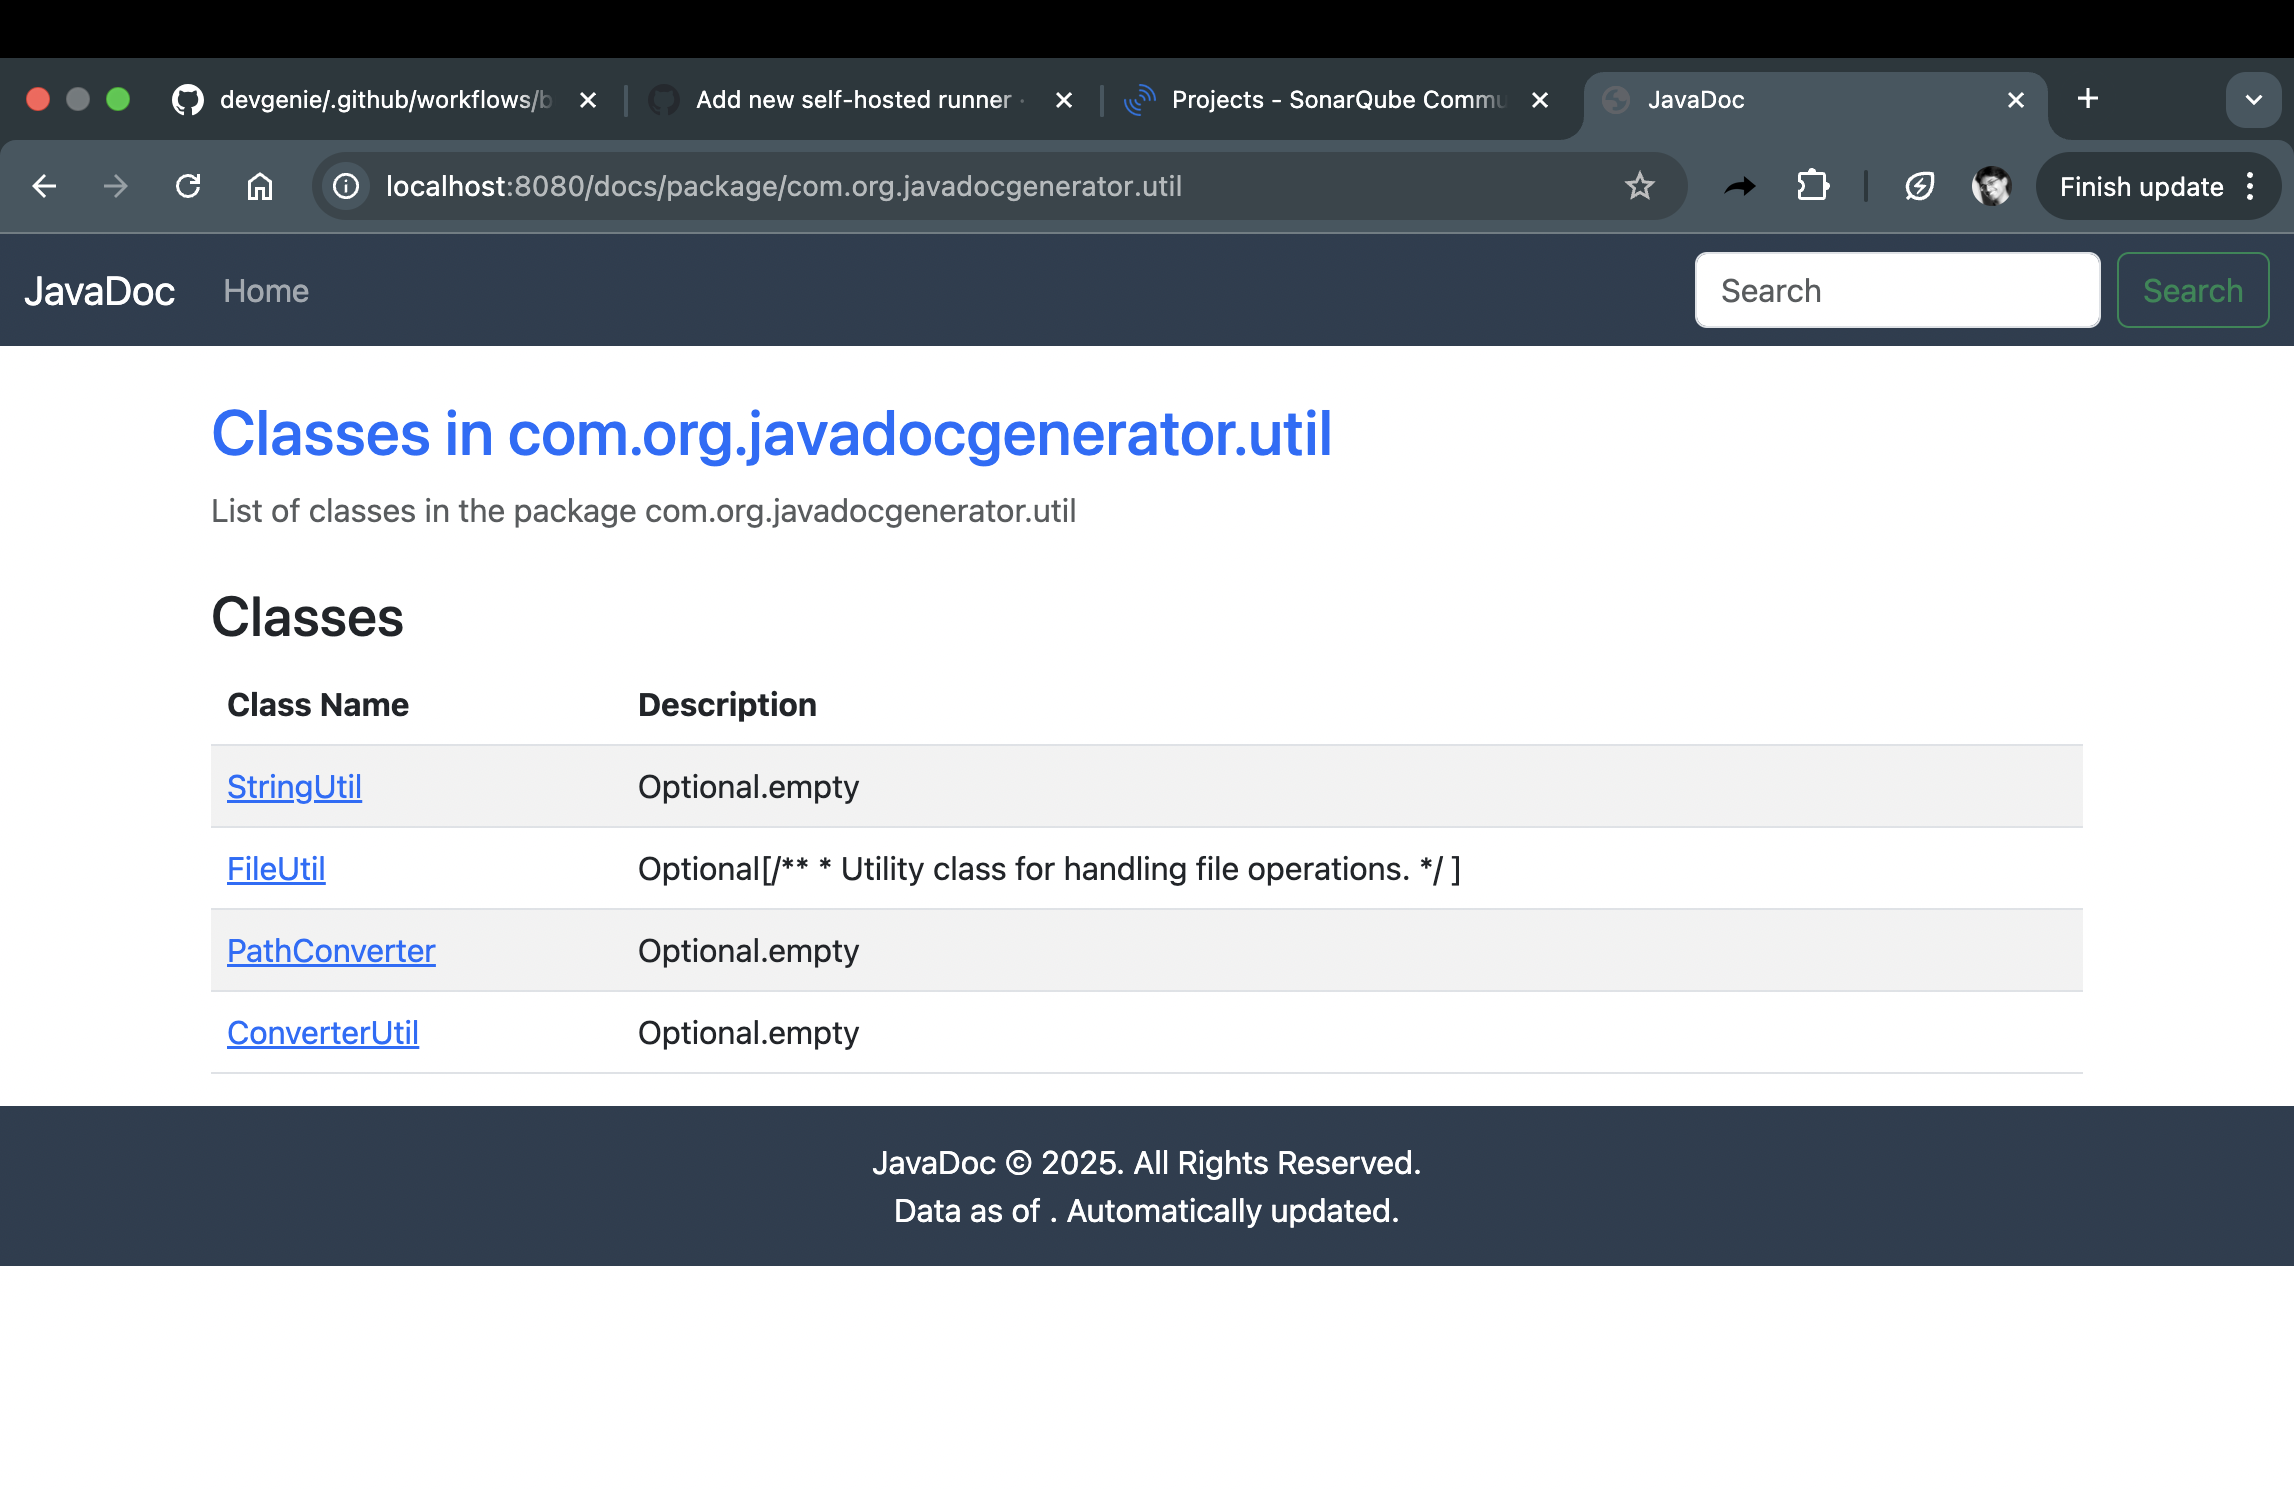 devgenie/.github/workflows/b
Add new self-hosted runner ·
Projects - SonarQube Commu
JavaDoc
localhost:8080/docs/package/com.org.javadocgenerator.util
Finish update
JavaDoc
Home
Search
Search
Classes in com.org.javadocgenerator.util
List of classes in the package com.org.javadocgenerator.util
Classes
Class Name Description
StringUtil Optional.empty
FileUtil Optional[/** * Utility class for handling file operations. */ ]
PathConverter Optional.empty
ConverterUtil Optional.empty
JavaDoc © 2025. All Rights Reserved.
Data as of . Automatically updated.